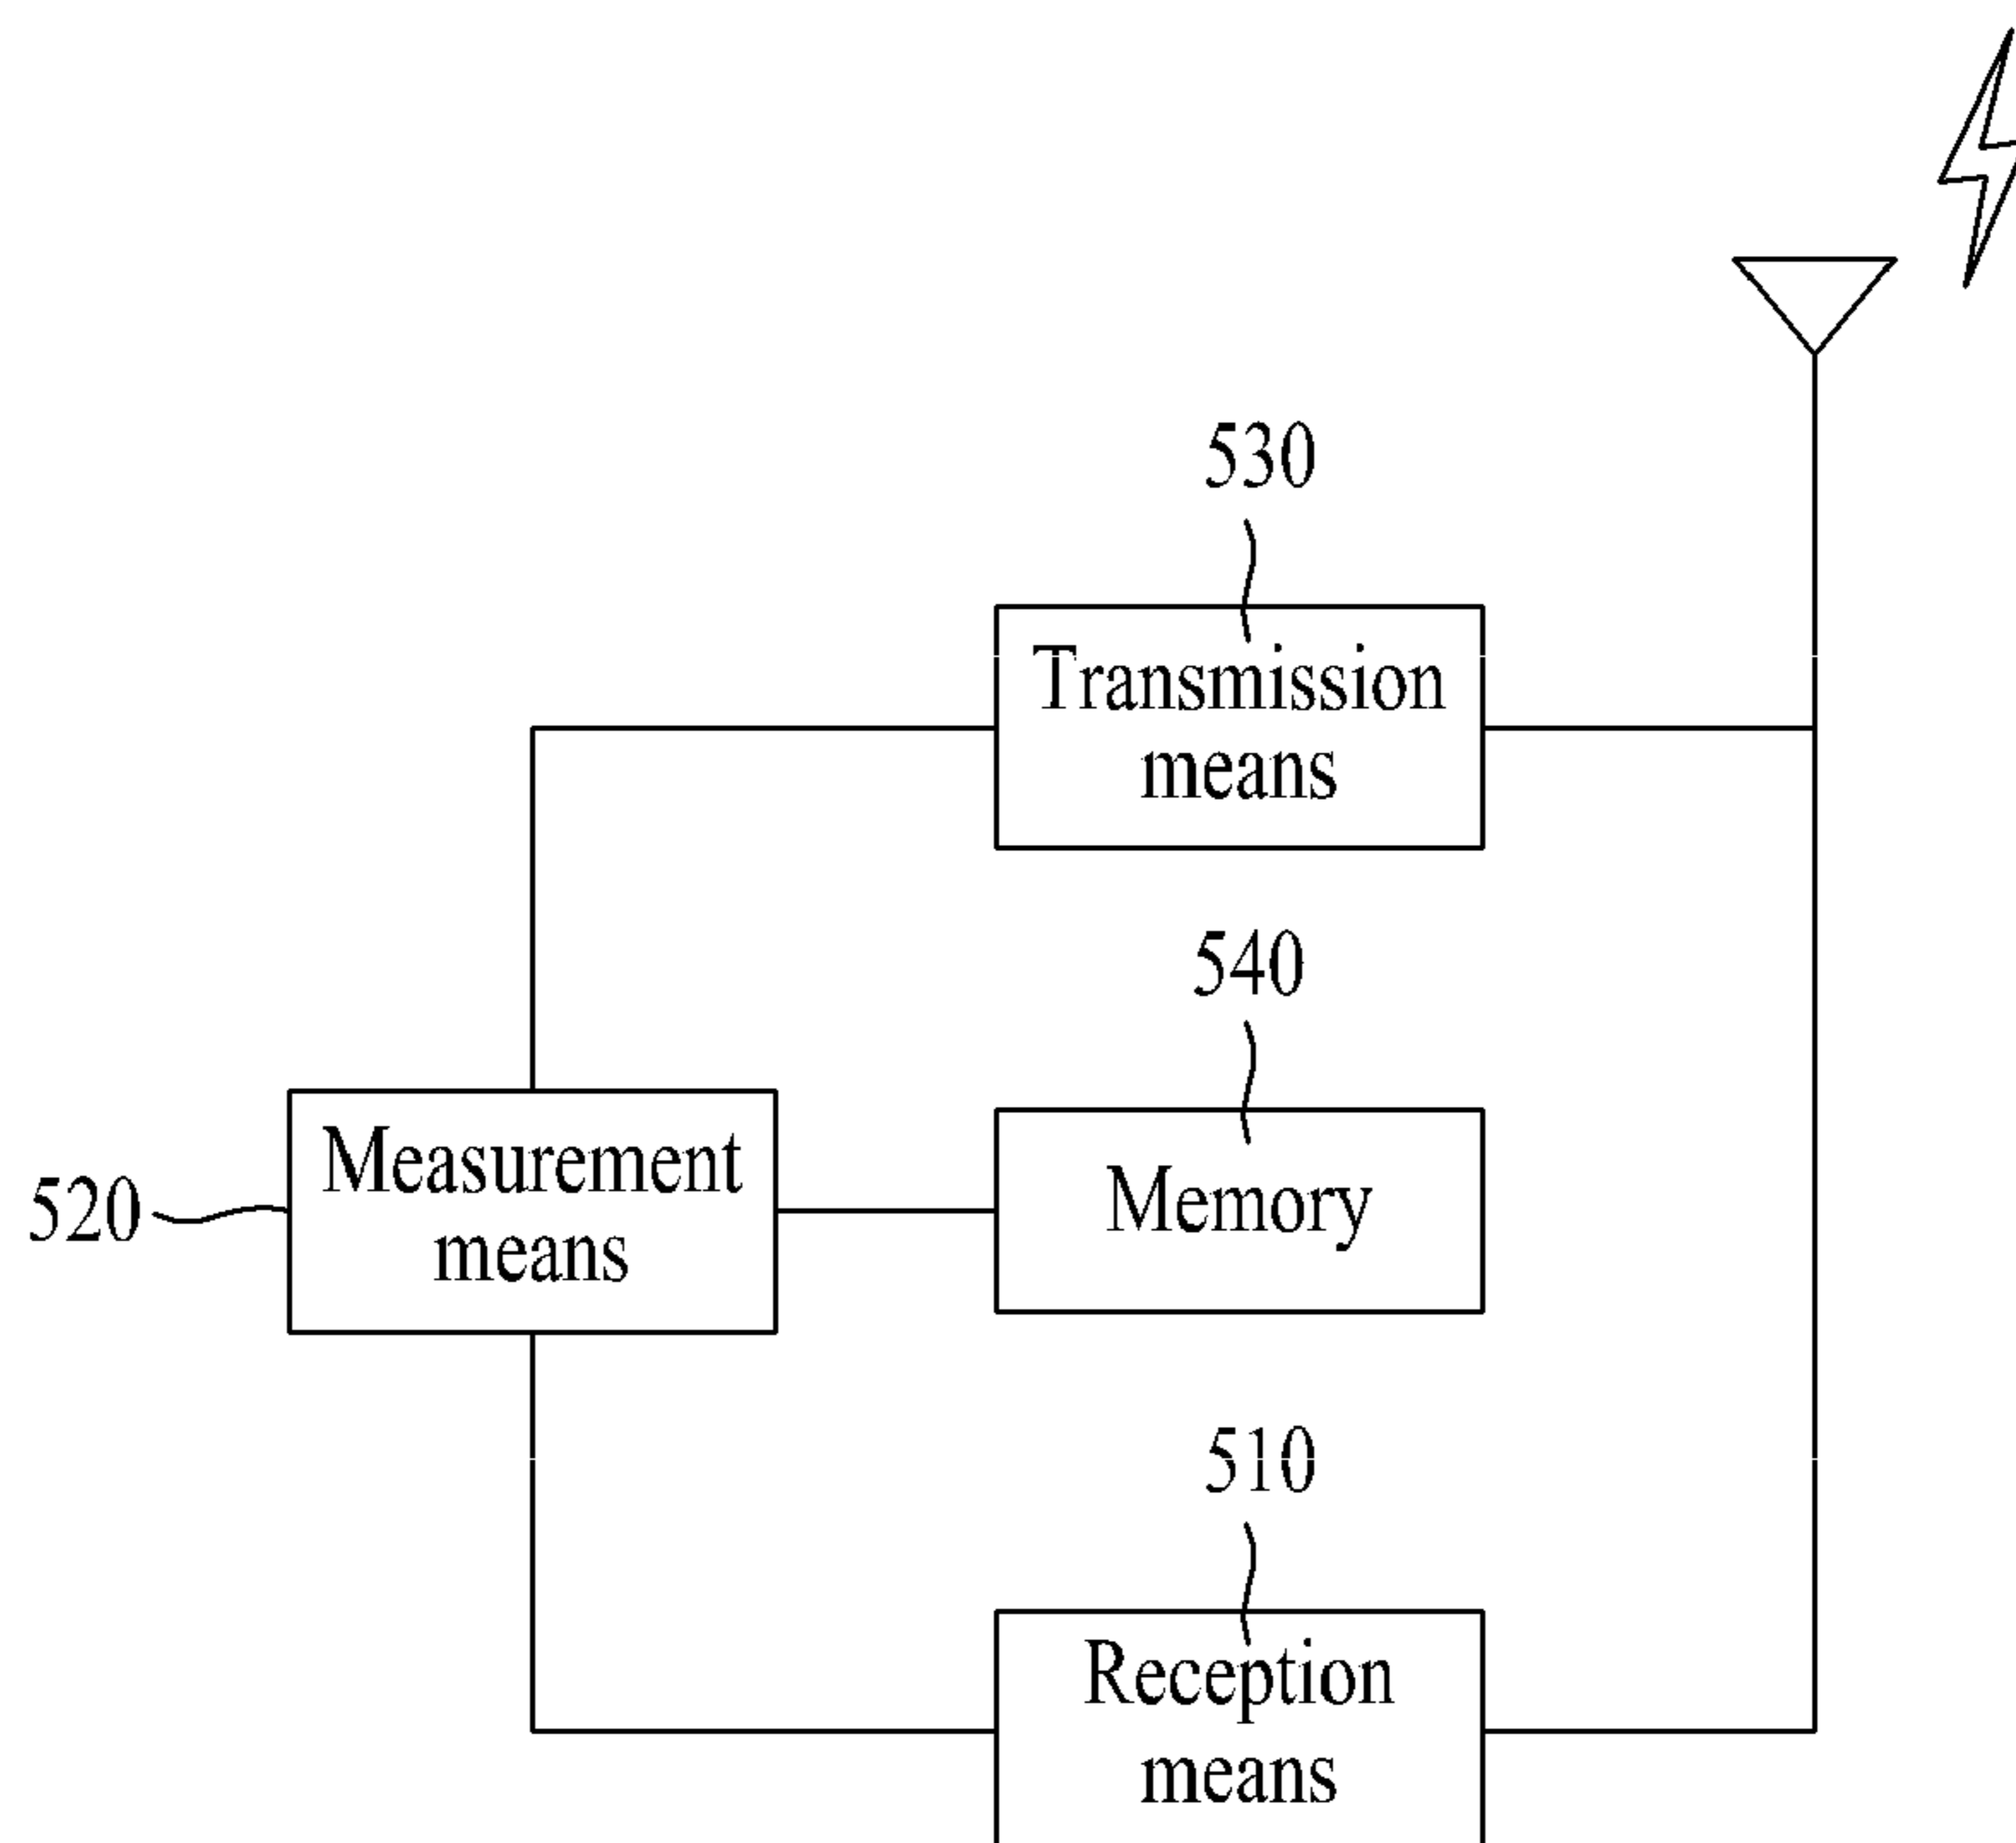 530
Transmission
means
540
520
Measurement
means
Memory
510
Reception
means